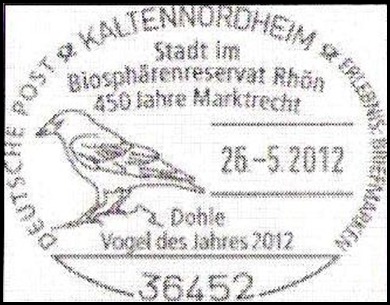 DEUTSCHE POST KALTENNORDHEIM ERLEBNIS: BRIEFMARKEN
Stadt im
Biosphärenreservat Rhön
450 Jahre Marktrecht
26.-5.2012
Dohle
Vogel des Jahres 2012
36452